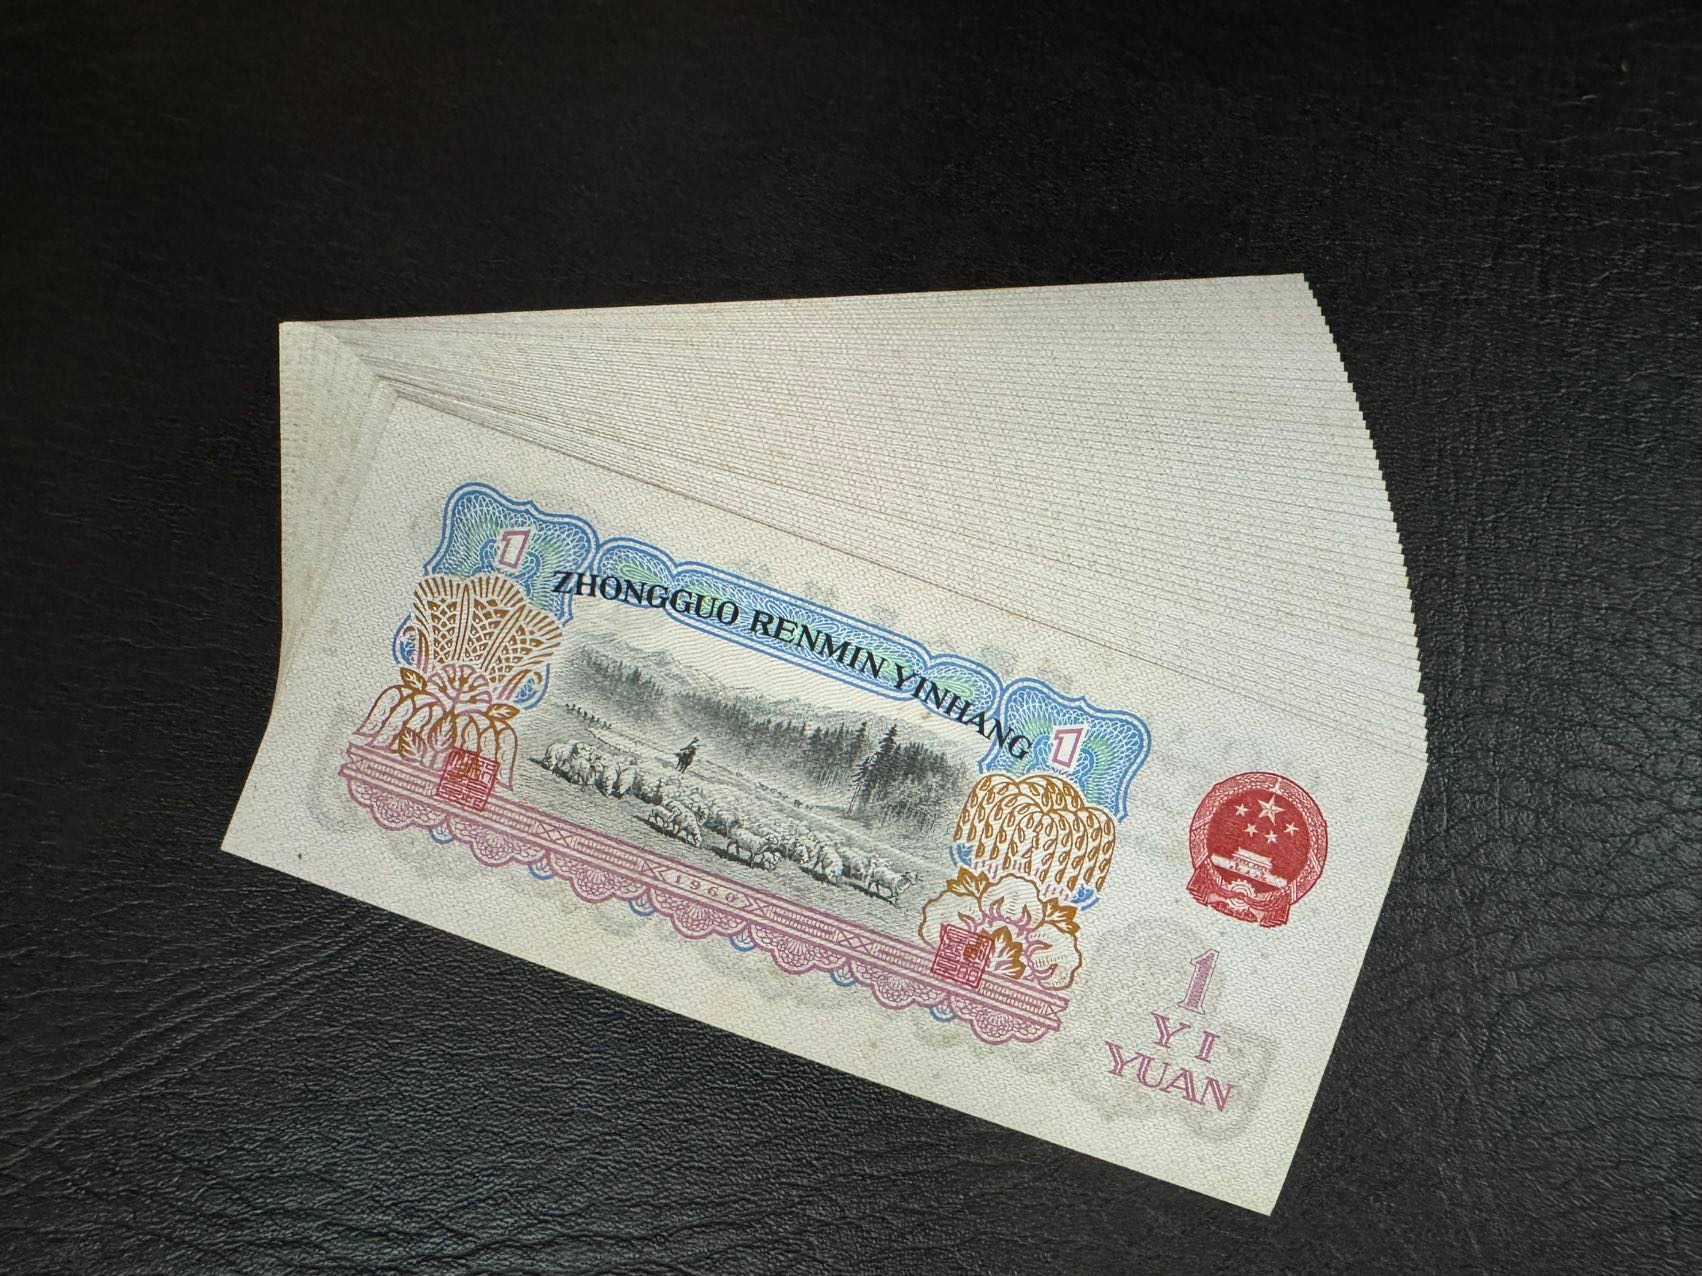 1
ZHONGGUO RENMIN YINHANG
1
1960
1
YI
YUAN